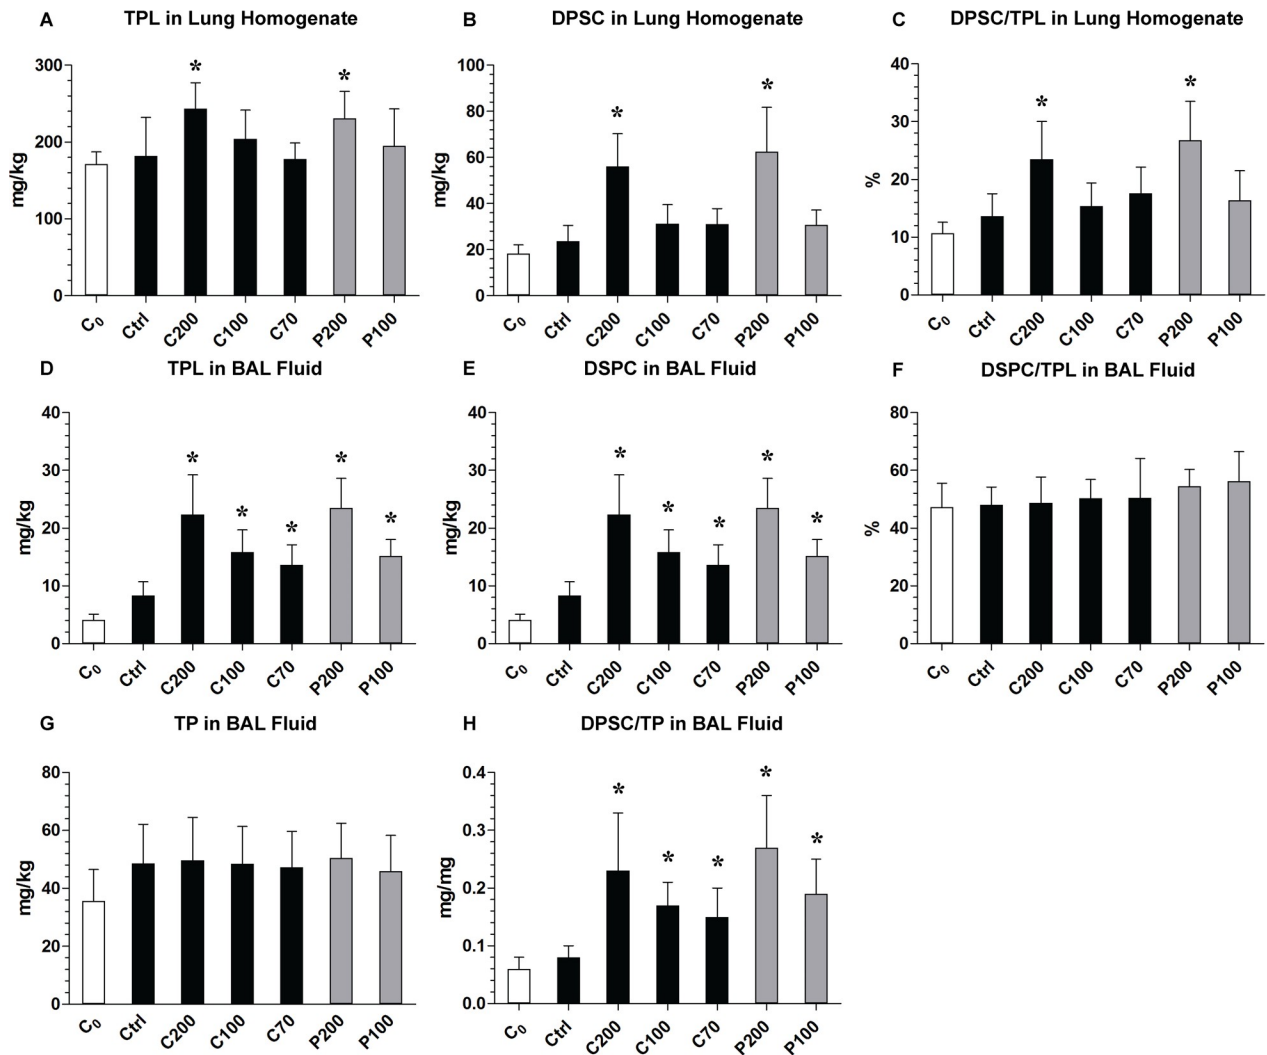 A TPL in Lung Homogenate
mg/kg
300
200
100
0
* *
C0 Ctrl C200 C100 C70 P200 P100
B DPSC in Lung Homogenate
mg/kg
100
80
60
40
20
0
* *
C0 Ctrl C200 C100 C70 P200 P100
C DPSC/TPL in Lung Homogenate
%
40
30
20
10
0
* *
C0 Ctrl C200 C100 C70 P200 P100
D TPL in BAL Fluid
mg/kg
40
30
20
10
0
* * * * *
C0 Ctrl C200 C100 C70 P200 P100
E DSPC in BAL Fluid
mg/kg
40
30
20
10
0
* * * * *
C0 Ctrl C200 C100 C70 P200 P100
F DSPC/TPL in BAL Fluid
%
80
60
40
20
0
C0 Ctrl C200 C100 C70 P200 P100
G TP in BAL Fluid
mg/kg
80
60
40
20
0
C0 Ctrl C200 C100 C70 P200 P100
H DPSC/TP in BAL Fluid
mg/mg
0.4
0.3
0.2
0.1
0.0
* * * * *
C0 Ctrl C200 C100 C70 P200 P100